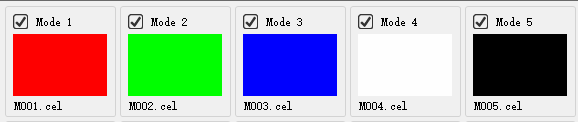 Mode 1
Mode 2
Mode 3
Mode 4
Mode 5
M001.cel
M002.cel
M003.cel
M004.cel
M005.cel